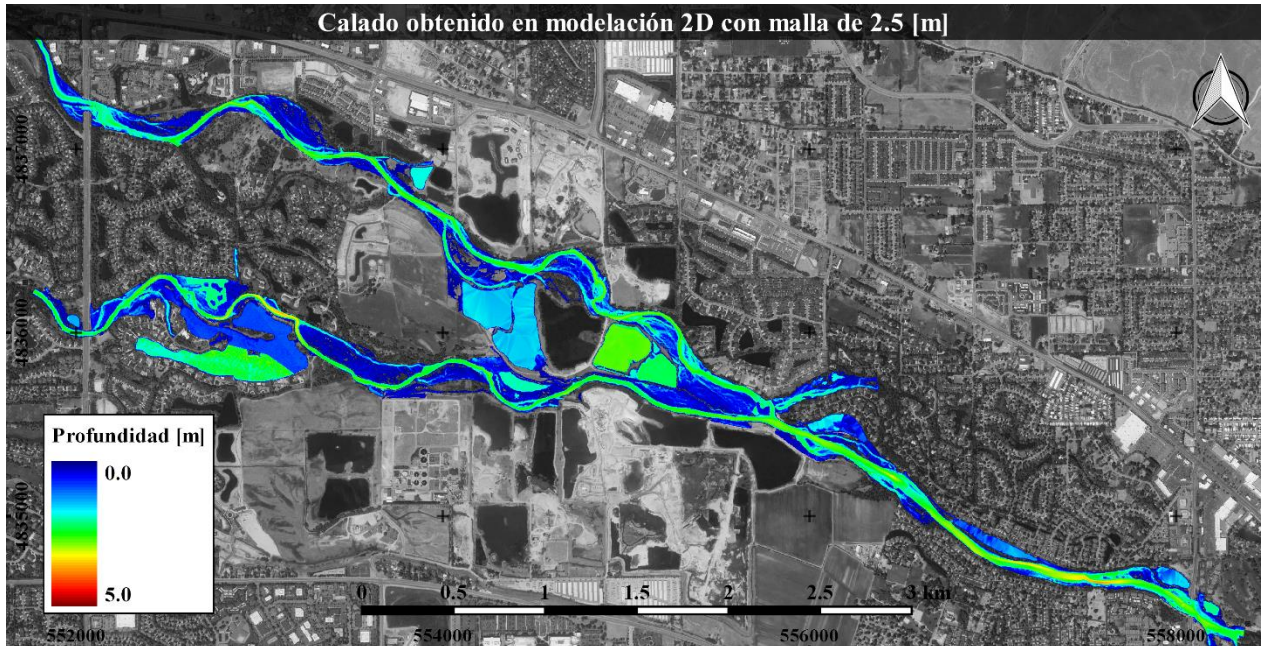 Calado obtenido en modelación 2D con malla de 2.5 [m]
4837000
4836000
4835000
Profundidad [m]
0.0
5.0
0 0.5 1 1.5 2 2.5 3 km
552000 554000 556000 558000